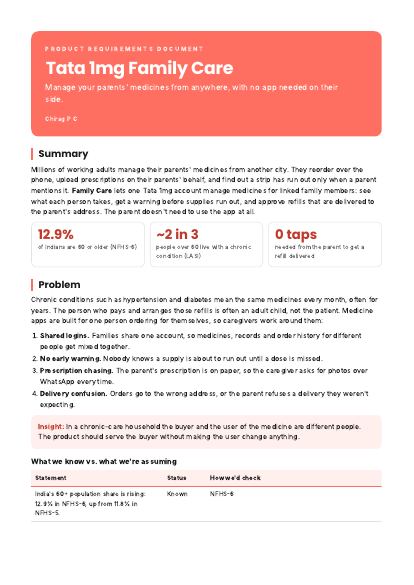 PRODUCT REQUIREMENTS DOCUMENT
Tata 1mg Family Care
Manage your parents' medicines from anywhere, with no app needed on their
side.
Chirag P C
Summary
Millions of working adults manage their parents' medicines from another city. They reorder over the
phone, upload prescriptions on their parents' behalf, and find out a strip has run out only when a parent
mentions it. Family Care lets one Tata 1mg account manage medicines for linked family members: see
what each person takes, get a warning before supplies run out, and approve refills that are delivered to
the parent's address. The parent doesn't need to use the app at all.
12.9%
of Indians are 60 or older (NFHS-6)
~2 in 3
people over 60 live with a chronic
condition (LASI)
0 taps
needed from the parent to get a
refill delivered
Problem
Chronic conditions such as hypertension and diabetes mean the same medicines every month, often for
years. The person who pays and arranges those refills is often an adult child, not the patient. Medicine
apps are built for one person ordering for themselves, so caregivers work around them:
1. Shared logins. Families share one account, so medicines, records and order history for different
people get mixed together.
2. No early warning. Nobody knows a supply is about to run out until a dose is missed.
3. Prescription chasing. The parent's prescription is on paper, so the caregiver asks for photos over
WhatsApp every time.
4. Delivery confusion. Orders go to the wrong address, or the parent refuses a delivery they weren't
expecting.
Insight: In a chronic-care household the buyer and the user of the medicine are different people.
The product should serve the buyer without making the user change anything.
What we know vs. what we're assuming
Statement Status How we'd check
India's 60+ population share is rising: Known NFHS-6
12.9% in NFHS-6, up from 11.8% in
NFHS-5.